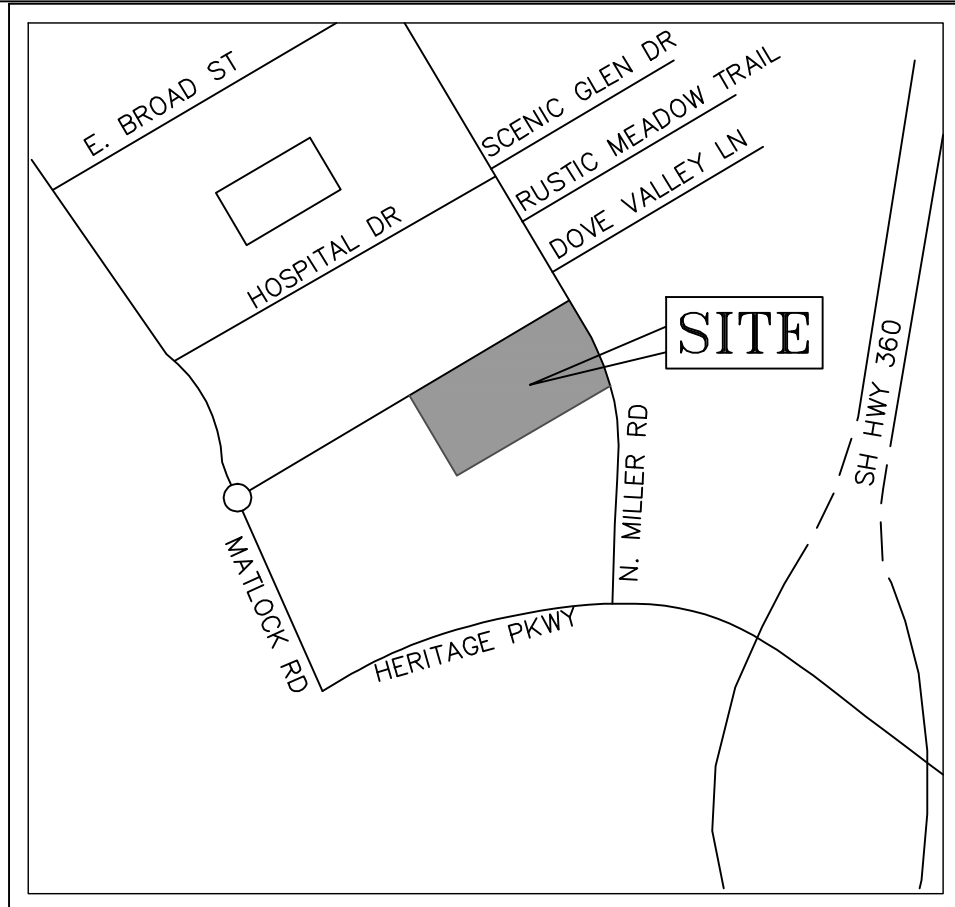 E. BROAD ST
SCENIC GLEN DR
RUSTIC MEADOW TRAIL
DOVE VALLEY LN
HOSPITAL DR
SITE
SH HWY 360
N. MILLER RD
MATLOCK RD
HERITAGE PKWY